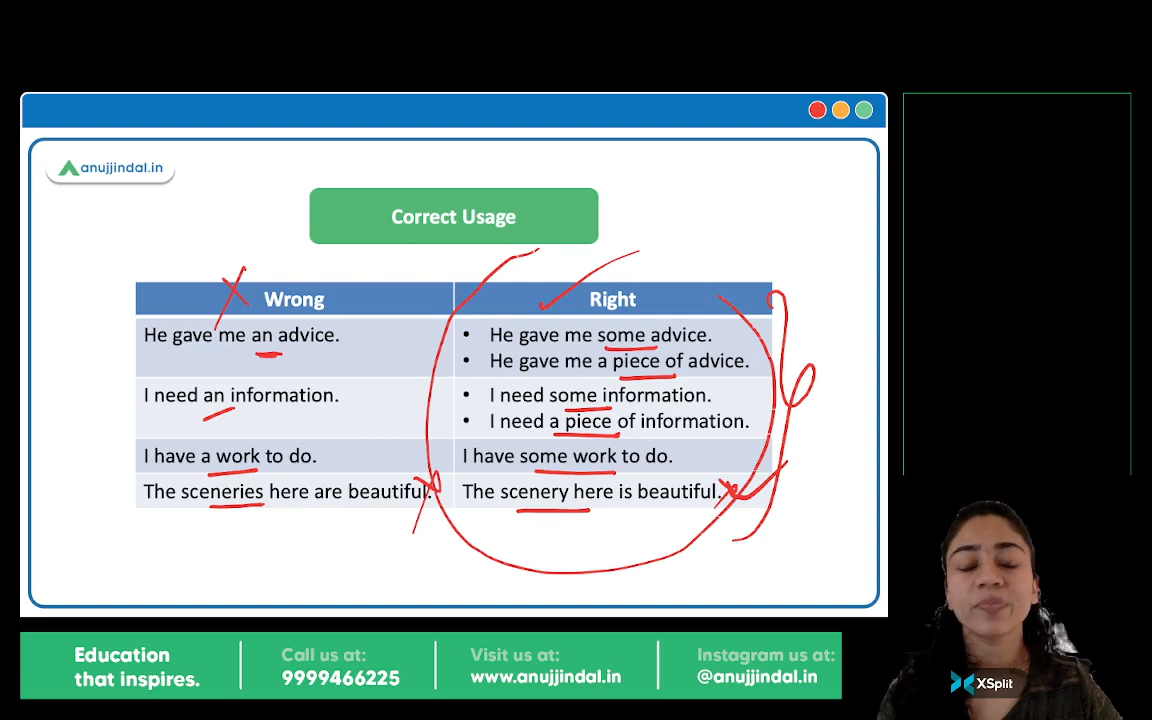 anujjindal.in
Correct Usage
Wrong
Right
He gave me an advice.
• He gave me some advice.
• He gave me a piece of advice.
I need an information.
• I need some information.
• I need a piece of information.
I have a work to do.
I have some work to do.
The sceneries here are beautiful.
The scenery here is beautiful.
Education
that inspires.
Call us at:
9999466225
Visit us at:
www.anujjindal.in
Instagram us at:
@anujjindal.in
XSplit